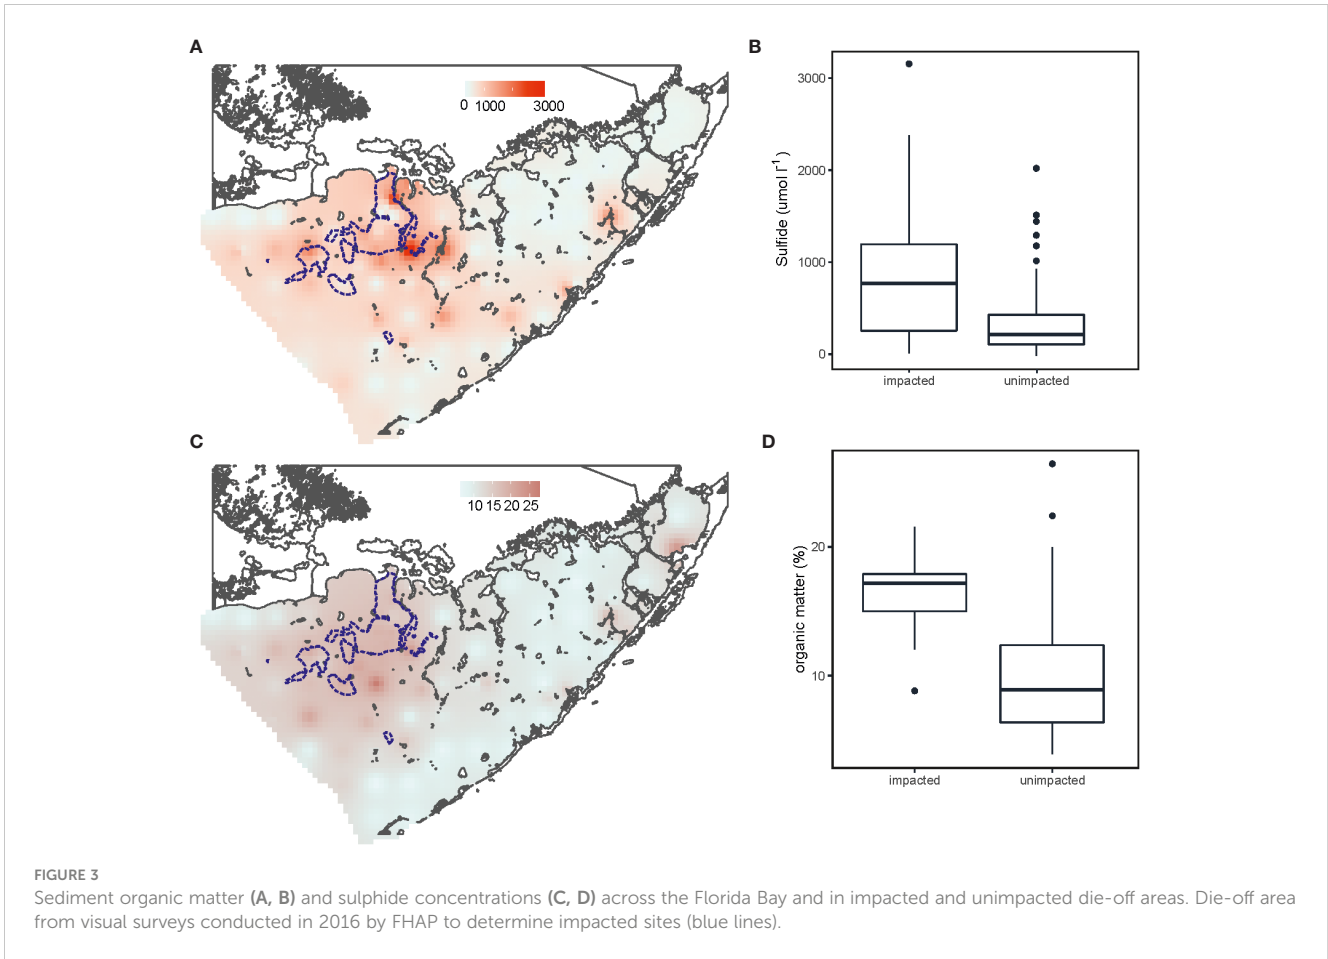 A
0 1000 3000
B
Sulfide (umol l⁻¹)
3000
2000
1000
0
impacted unimpacted
C
10 15 20 25
D
organic matter (%)
20
10
impacted unimpacted
FIGURE 3
Sediment organic matter (A, B) and sulphide concentrations (C, D) across the Florida Bay and in impacted and unimpacted die-off areas. Die-off area
from visual surveys conducted in 2016 by FHAP to determine impacted sites (blue lines).